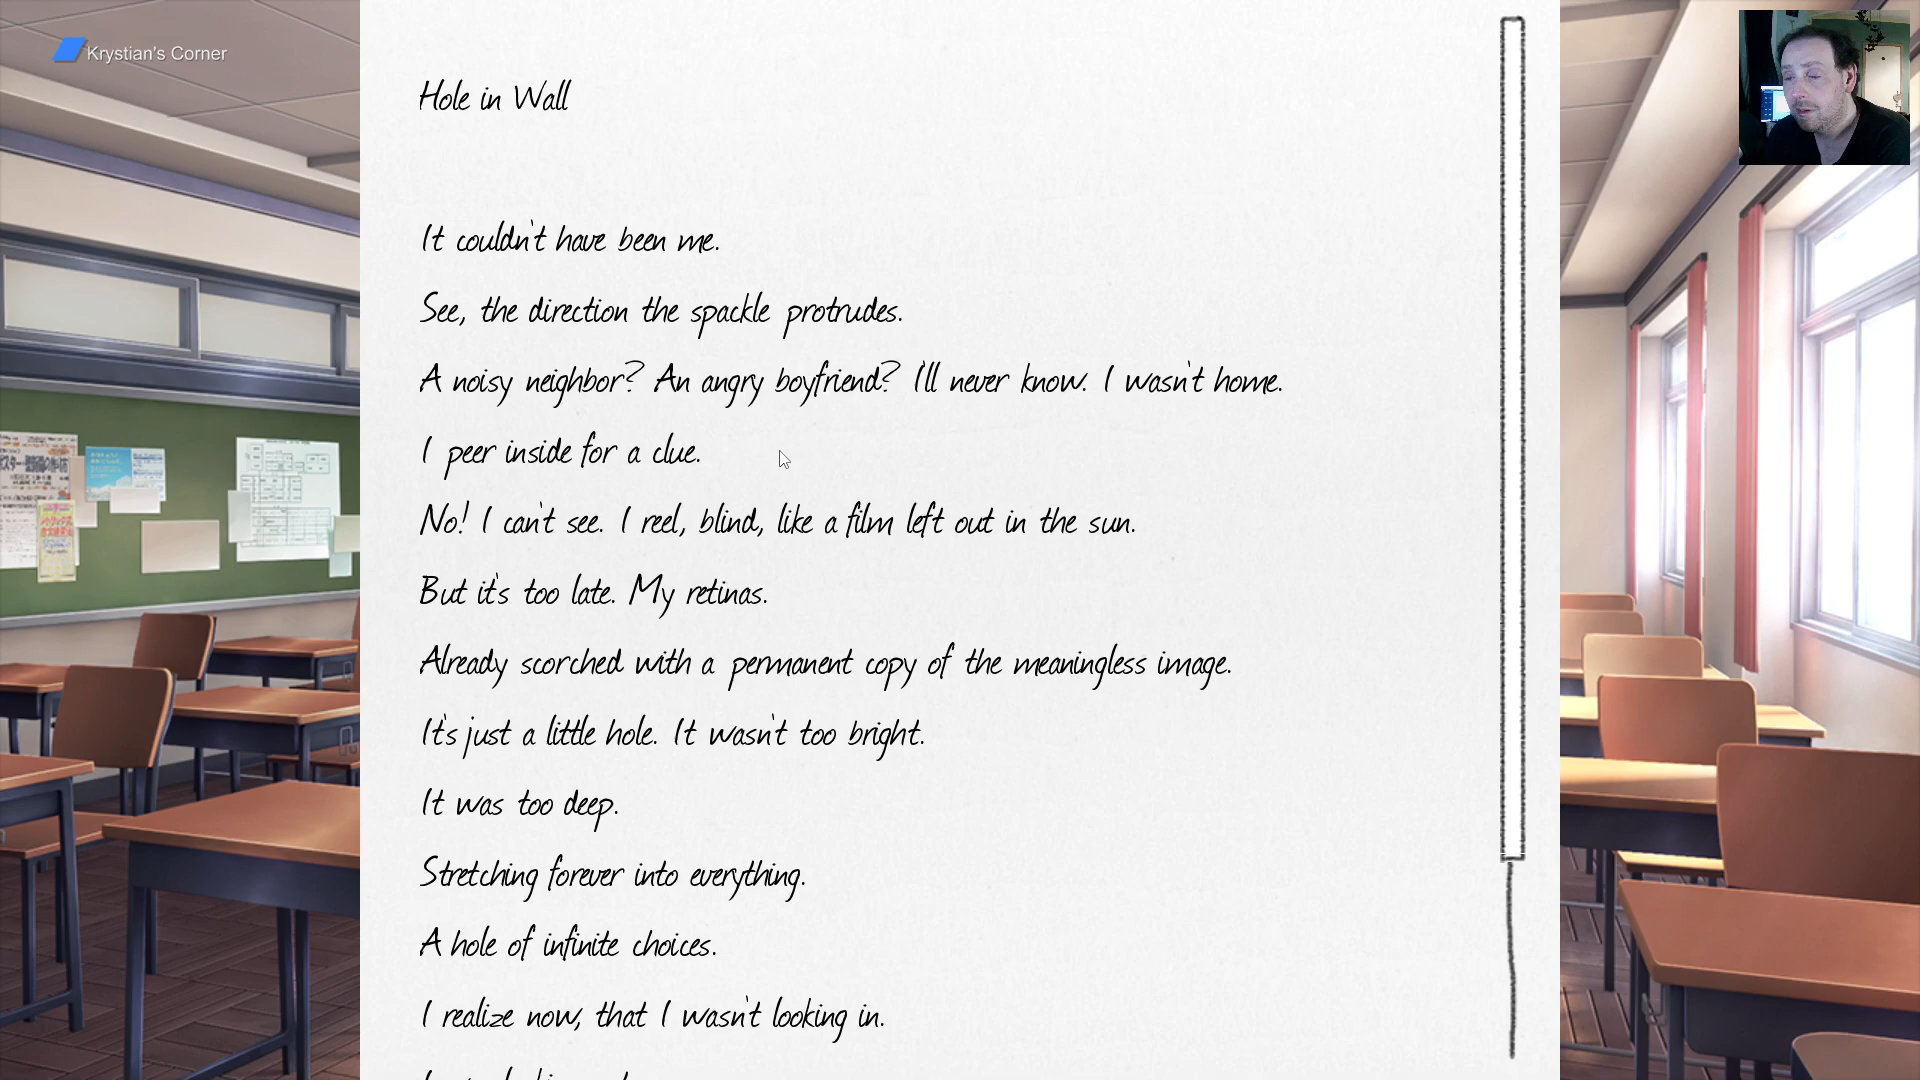 Krystian's Corner
Hole in Wall
It couldn't have been me.
See, the direction the spackle protrudes.
A noisy neighbor? An angry boyfriend? I'll never know. I wasn't home.
I peer inside for a clue.
No! I can't see. I reel, blind, like a film left out in the sun.
But it's too late. My retinas.
Already scorched with a permanent copy of the meaningless image.
It's just a little hole. It wasn't too bright.
It was too deep.
Stretching forever into everything.
A hole of infinite choices.
I realize now, that I wasn't looking in.